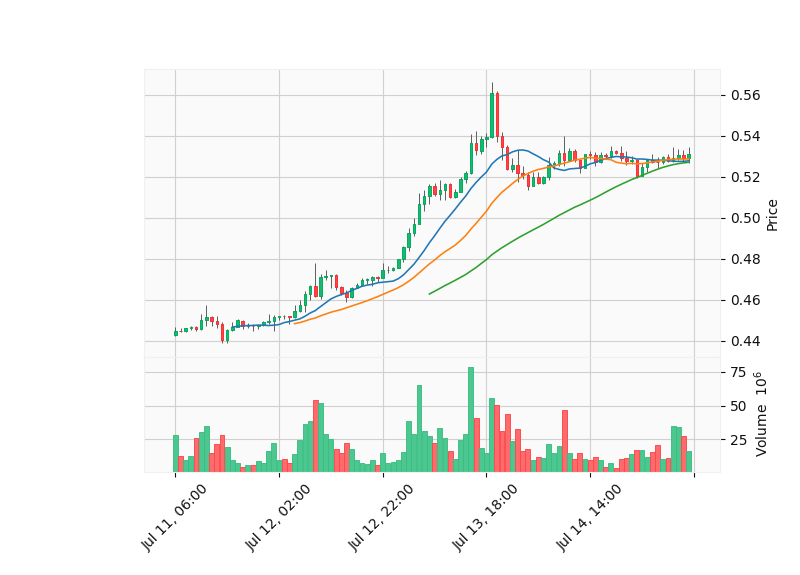 0.56
0.54
0.52
0.50
0.48
0.46
0.44
Price
75
50
25
Volume 10⁶
Jul 11, 06:00
Jul 12, 02:00
Jul 12, 22:00
Jul 13, 18:00
Jul 14, 14:00